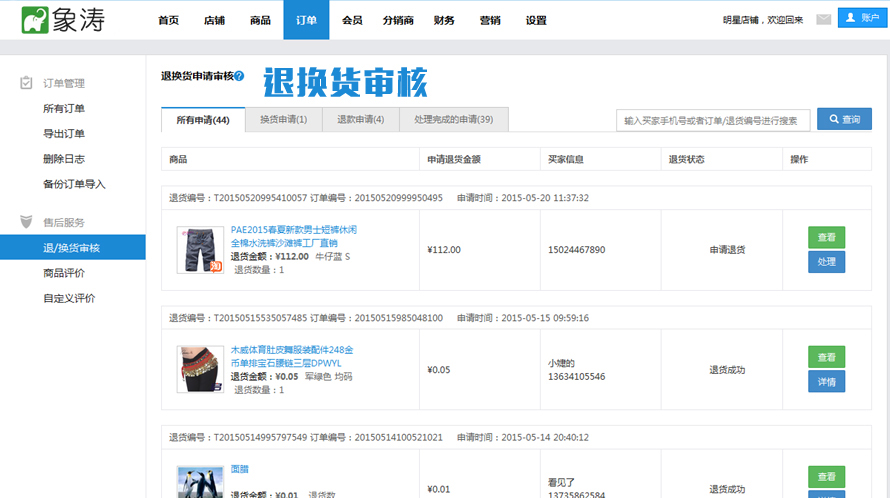 象涛
首页 店铺 商品 订单 会员 分销商 财务 营销 设置
明星店铺，欢迎回来 账户
订单管理
所有订单
导出订单
删除日志
备份订单导入
售后服务
退/换货审核
商品评价
自定义评价
退换货申请审核? 退换货审核
所有申请(44) 换货申请(1) 退款申请(4) 处理完成的申请(39) 输入买家手机号或者订单/退货编号进行搜索 查询
商品 申请退货金额 买家信息 退货状态 操作
退货编号：T20150520995410057 订单编号：20150520999950495 申请时间：2015-05-20 11:37:32
PAE2015春夏新款男士短裤休闲
全棉水洗裤沙滩裤工厂直销
退货金额：¥112.00 牛仔蓝 S
退货数量：1
淘
¥112.00
15024467890
申请退货
查看
处理
退货编号：T20150515535057485 订单编号：20150515985048100 申请时间：2015-05-15 09:59:16
木威体育肚皮舞服装配件248金
币单排宝石腰链三层DPWYL
退货金额：¥0.05 军绿色 均码
退货数量：1
¥0.05
小婕的
13634105546
退货成功
查看
详情
退货编号：T20150514995797549 订单编号：20150514100521021 申请时间：2015-05-14 20:40:12
面膜
退货金额：¥0.01 退货数
¥0.01
看见了
13735862584
退货成功
查看